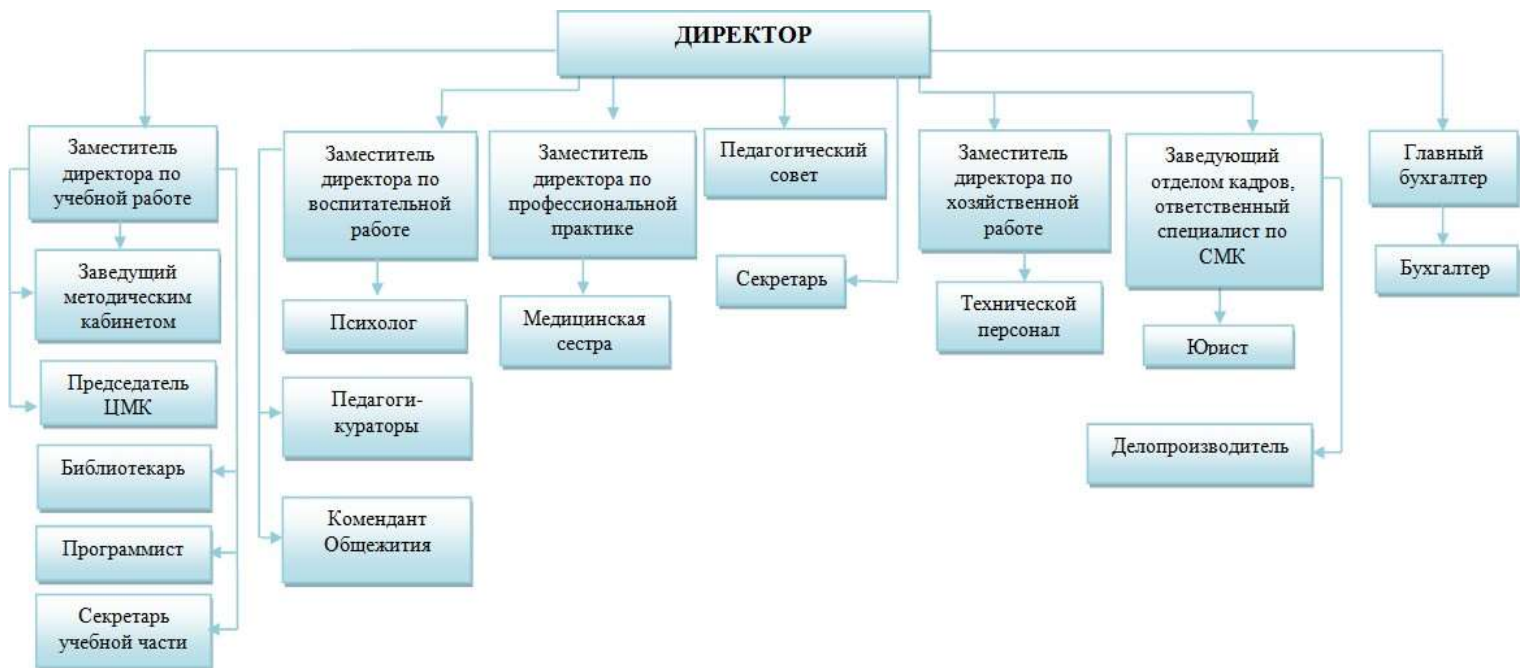 ДИРЕКТОР
Заместитель
директора по
учебной работе
Заведущий
методическим
кабинетом
Председатель
ЦМК
Библиотекарь
Программист
Секретарь
учебной части
Заместитель
директора по
воспитательной
работе
Психолог
Педагоги-
кураторы
Комендант
Общежития
Заместитель
директора по
профессиональной
практике
Медицинская
сестра
Педагогический
совет
Секретарь
Заместитель
директора по
хозяйственной
работе
Технической
персонал
Заведующий
отделом кадров,
ответственный
специалист по
СМК
Юрист
Делопроизводитель
Главный
бухгалтер
Бухгалтер